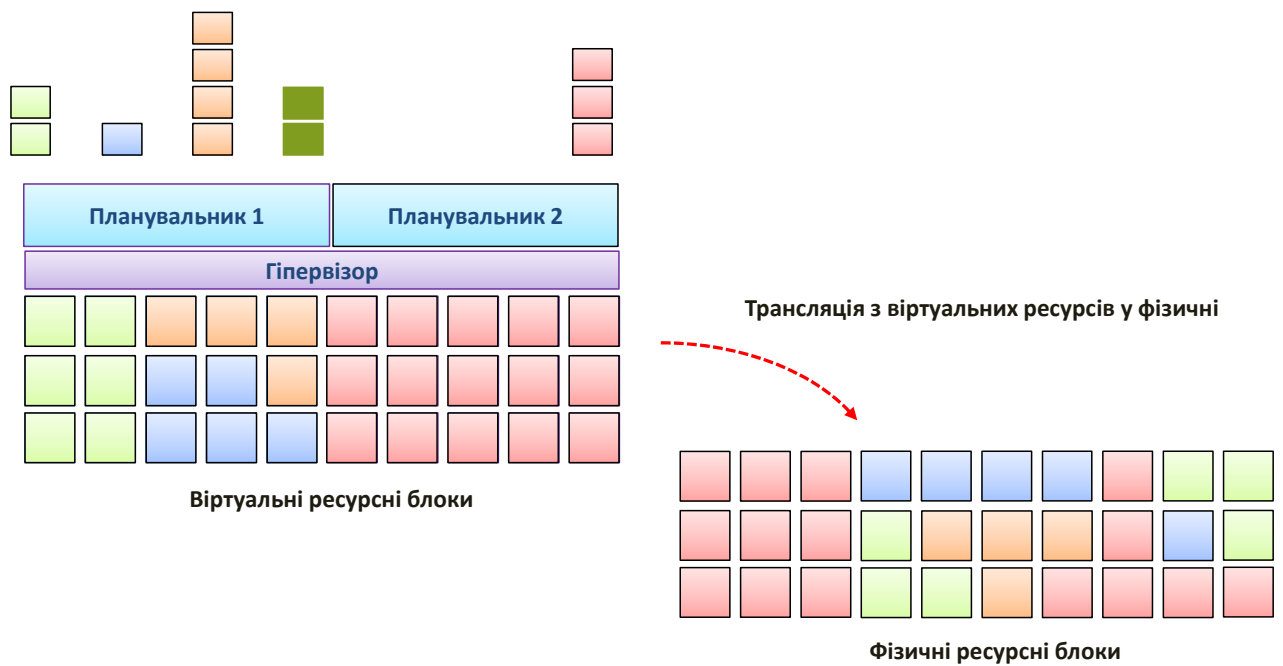 Планувальник 1
Планувальник 2
Гіпервізор
Трансляція з віртуальних ресурсів у фізичні
Віртуальні ресурсні блоки
Фізичні ресурсні блоки